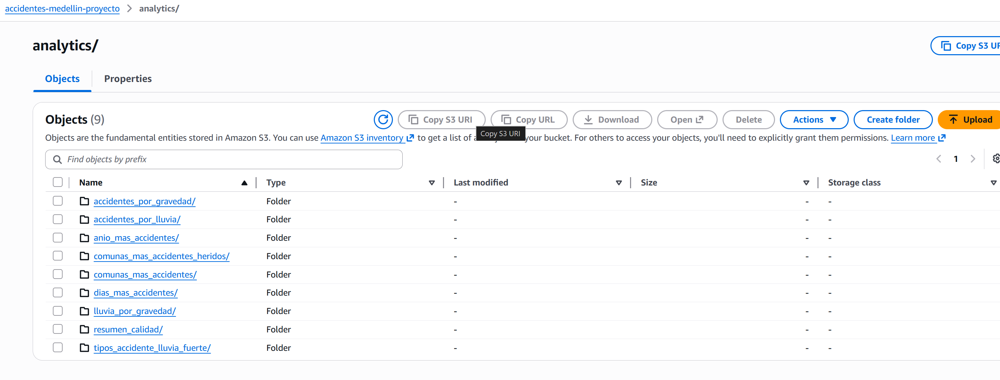 accidentes-medellin-proyecto > analytics/
analytics/
Copy S3 UR
Objects Properties
Objects (9) Copy S3 URI Copy URL Download Open Delete Actions Create folder Upload
Copy S3 URI
Objects are the fundamental entities stored in Amazon S3. You can use Amazon S3 inventory to get a list of your bucket. For others to access your objects, you'll need to explicitly grant them permissions. Learn more
Find objects by prefix 1
Name Type Last modified Size Storage class
accidentes_por_gravedad/ Folder - - -
accidentes_por_lluvia/ Folder - - -
anio_mas_accidentes/ Folder - - -
comunas_mas_accidentes_heridos/ Folder - - -
comunas_mas_accidentes/ Folder - - -
dias_mas_accidentes/ Folder - - -
lluvia_por_gravedad/ Folder - - -
resumen_calidad/ Folder - - -
tipos_accidente_lluvia_fuerte/ Folder - - -